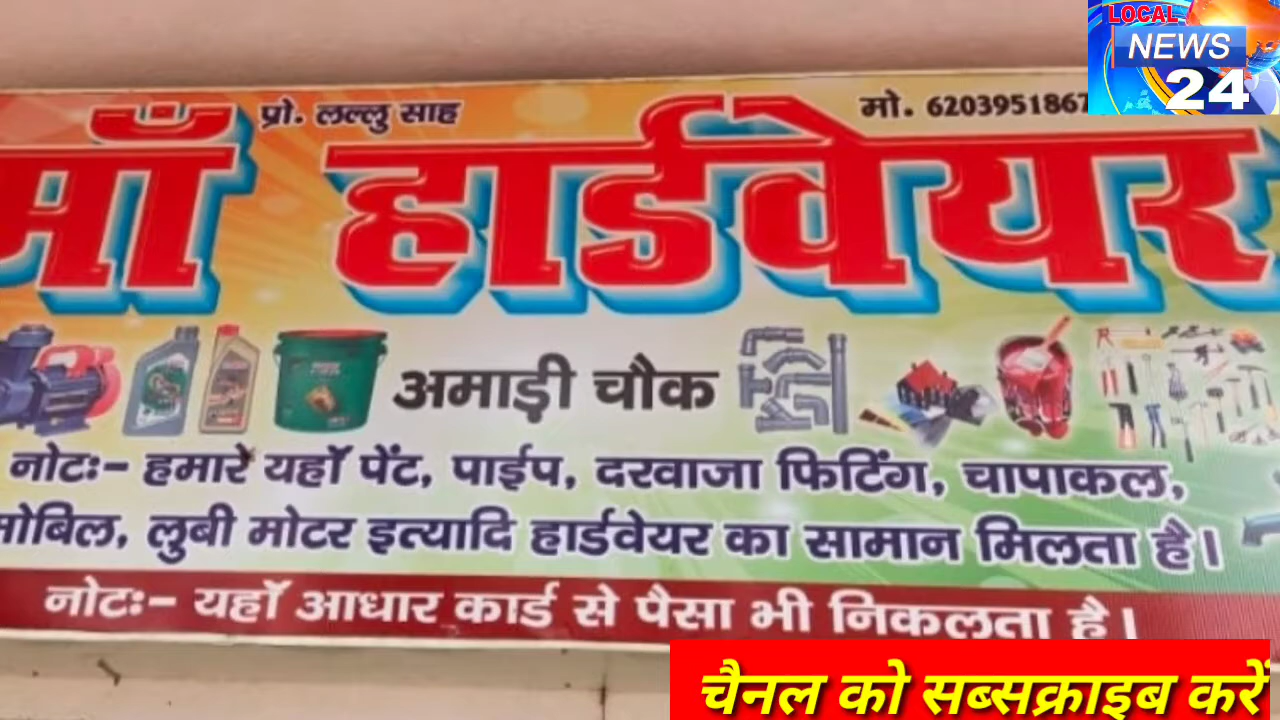 LOCAL
NEWS
24
प्रो. लल्लु साह
मो. 6203951867
माँ हार्डवेयर
अमाड़ी चौक
नोटः- हमारे यहाँ पेंट, पाईप, दरवाजा फिटिंग, चापाकल,
मोबिल, लुबी मोटर इत्यादि हार्डवेयर का सामान मिलता है।
नोटः- यहाँ आधार कार्ड से पैसा भी निकलता है।
चैनल को सब्सक्राइब करें